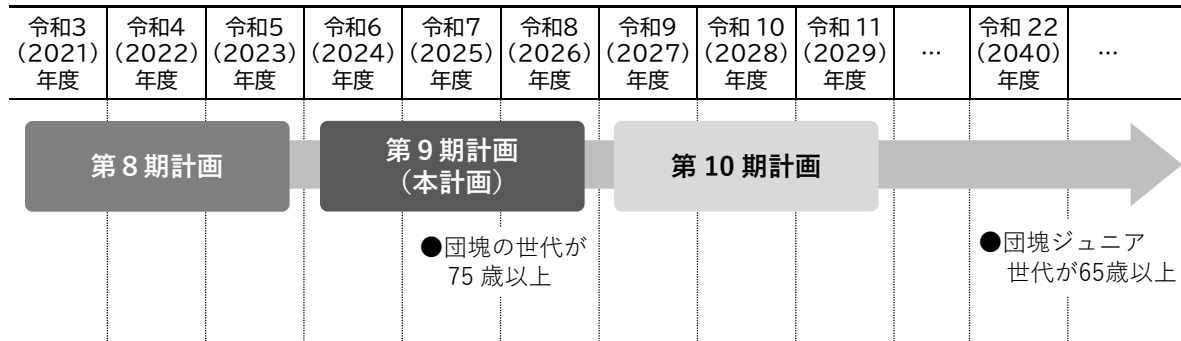 令和3 令和4 令和5 令和6 令和7 令和8 令和9 令和 10 令和 11 … 令和 22 …
(2021) (2022) (2023) (2024) (2025) (2026) (2027) (2028) (2029) (2040)
年度 年度 年度 年度 年度 年度 年度 年度 年度 年度
第８期計画
第９期計画
（本計画）
第 10 期計画
●団塊の世代が
75 歳以上
●団塊ジュニア
世代が65歳以上